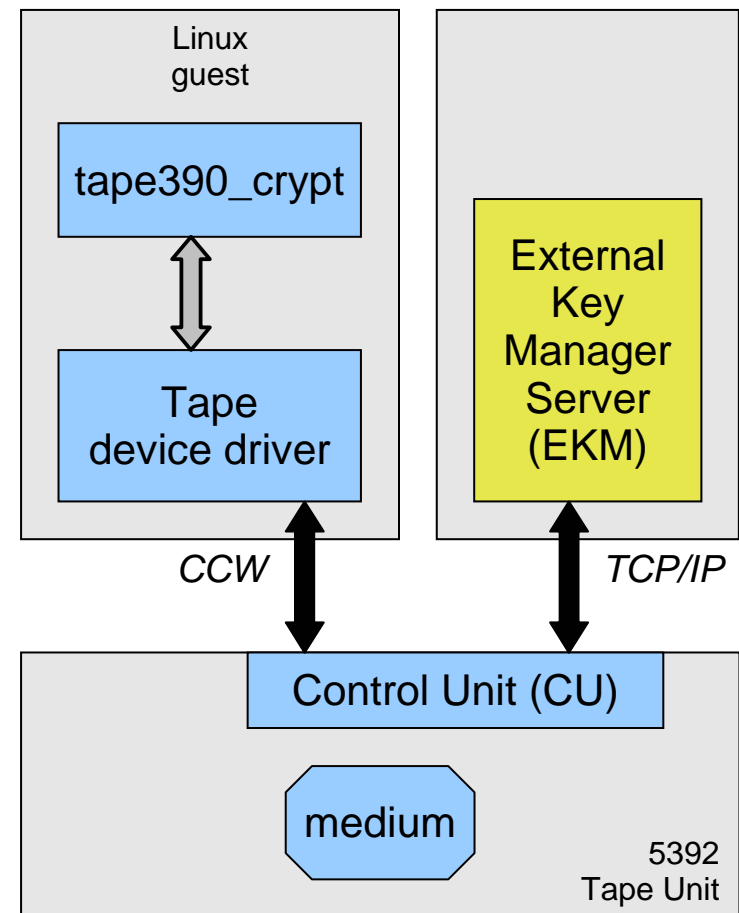 Linux
guest
tape390_crypt
Tape
device driver
External
Key
Manager
Server
(EKM)
CCW
TCP/IP
Control Unit (CU)
medium
5392
Tape Unit